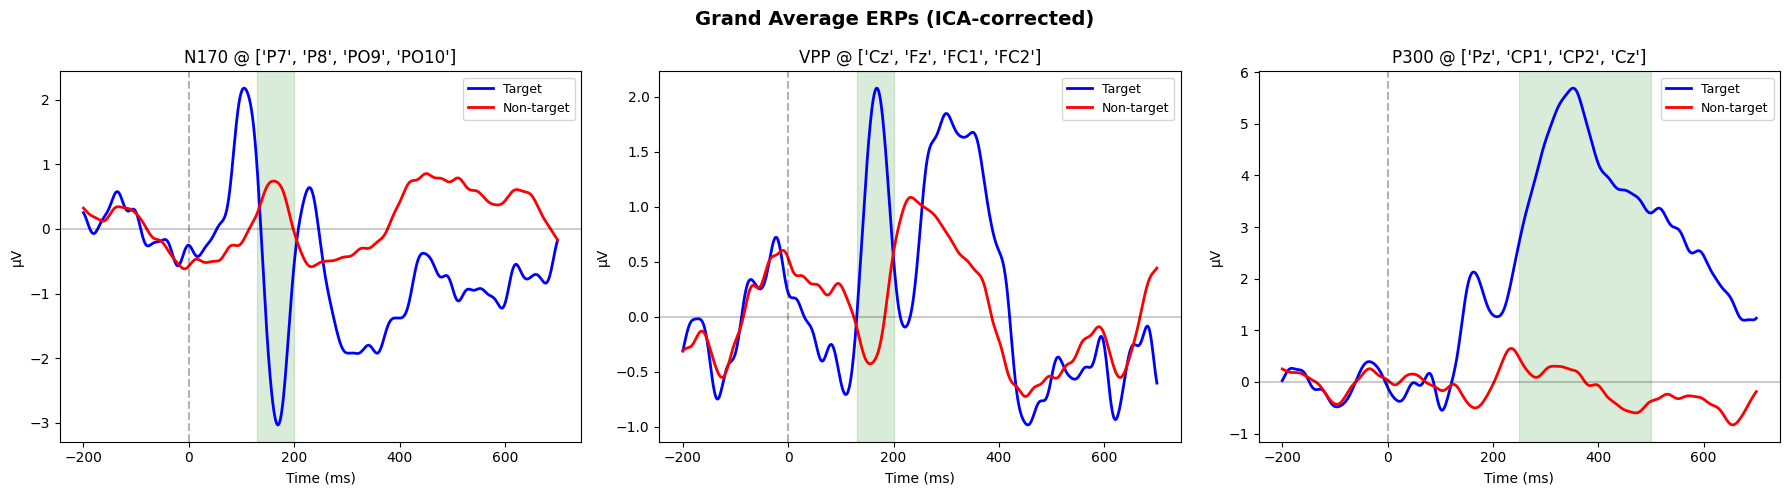 Grand Average ERPs (ICA-corrected)
N170 @ ['P7', 'P8', 'PO9', 'PO10']
2
1
0
−1
−2
−3
µV
−200
0
200
400
600
Time (ms)
Target
Non-target
VPP @ ['Cz', 'Fz', 'FC1', 'FC2']
2.0
1.5
1.0
0.5
0.0
−0.5
−1.0
µV
−200
0
200
400
600
Time (ms)
Target
Non-target
P300 @ ['Pz', 'CP1', 'CP2', 'Cz']
6
5
4
3
2
1
0
−1
µV
−200
0
200
400
600
Time (ms)
Target
Non-target